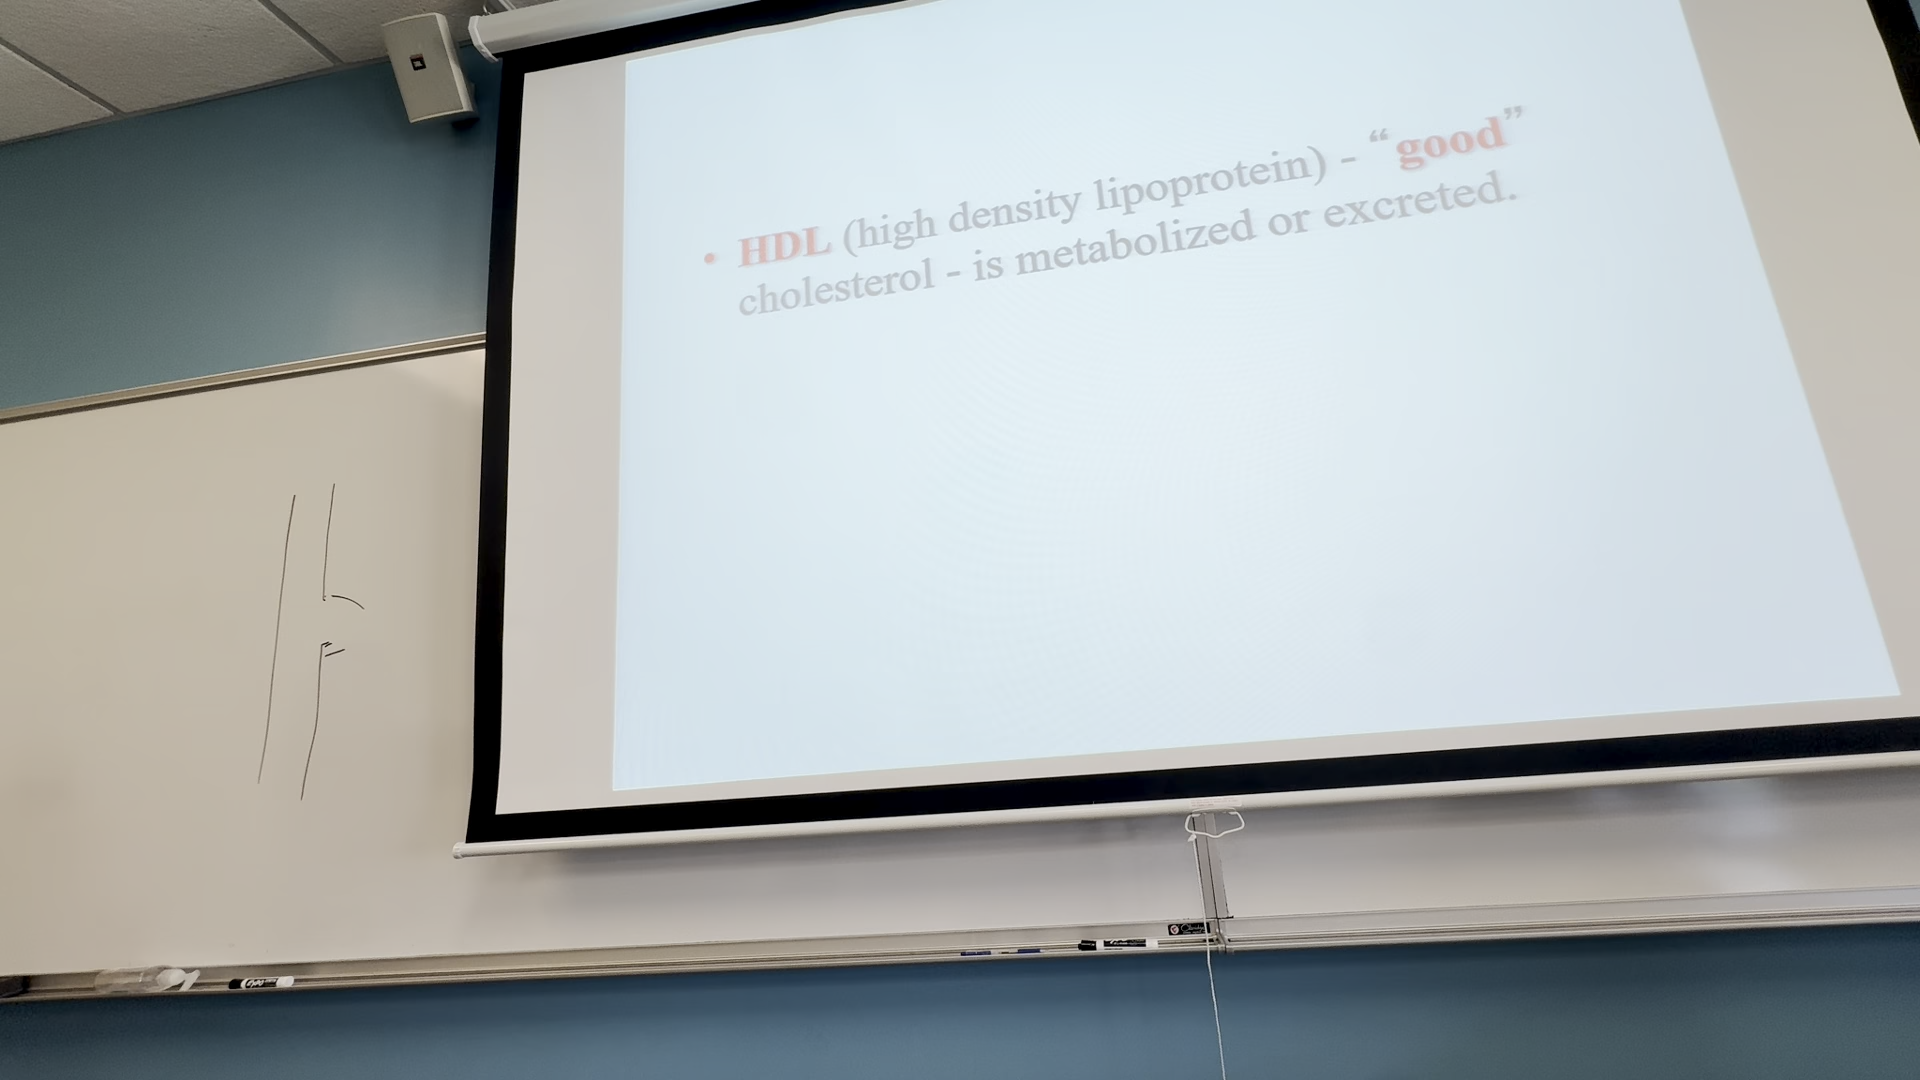 • HDL (high density lipoprotein) - “good”
cholesterol - is metabolized or excreted.